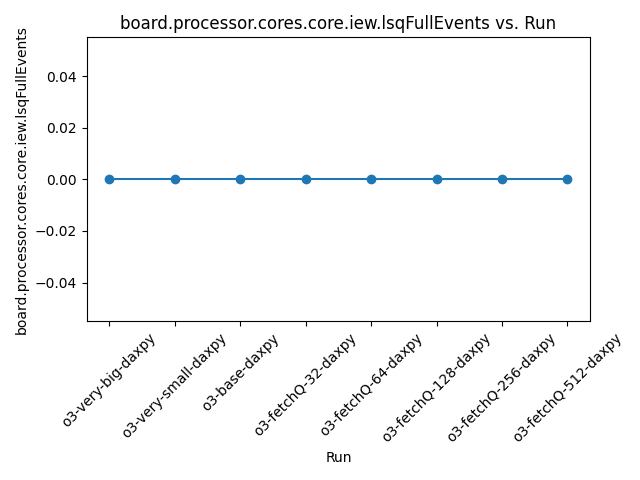 board.processor.cores.core.iew.lsqFullEvents vs. Run
board.processor.cores.core.iew.lsqFullEvents
0.04
0.02
0.00
−0.02
−0.04
o3-very-big-daxpy
o3-very-small-daxpy
o3-base-daxpy
o3-fetchQ-32-daxpy
o3-fetchQ-64-daxpy
o3-fetchQ-128-daxpy
o3-fetchQ-256-daxpy
o3-fetchQ-512-daxpy
Run